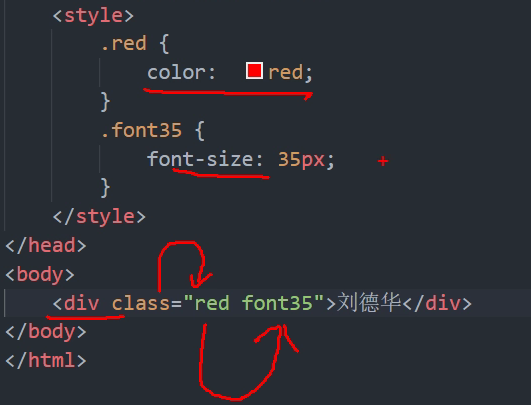 <style>
.red {
color: red;
}
.font35 {
font-size: 35px;
}
</style>
</head>
<body>
<div class="red font35">刘德华</div>
</body>
</html>